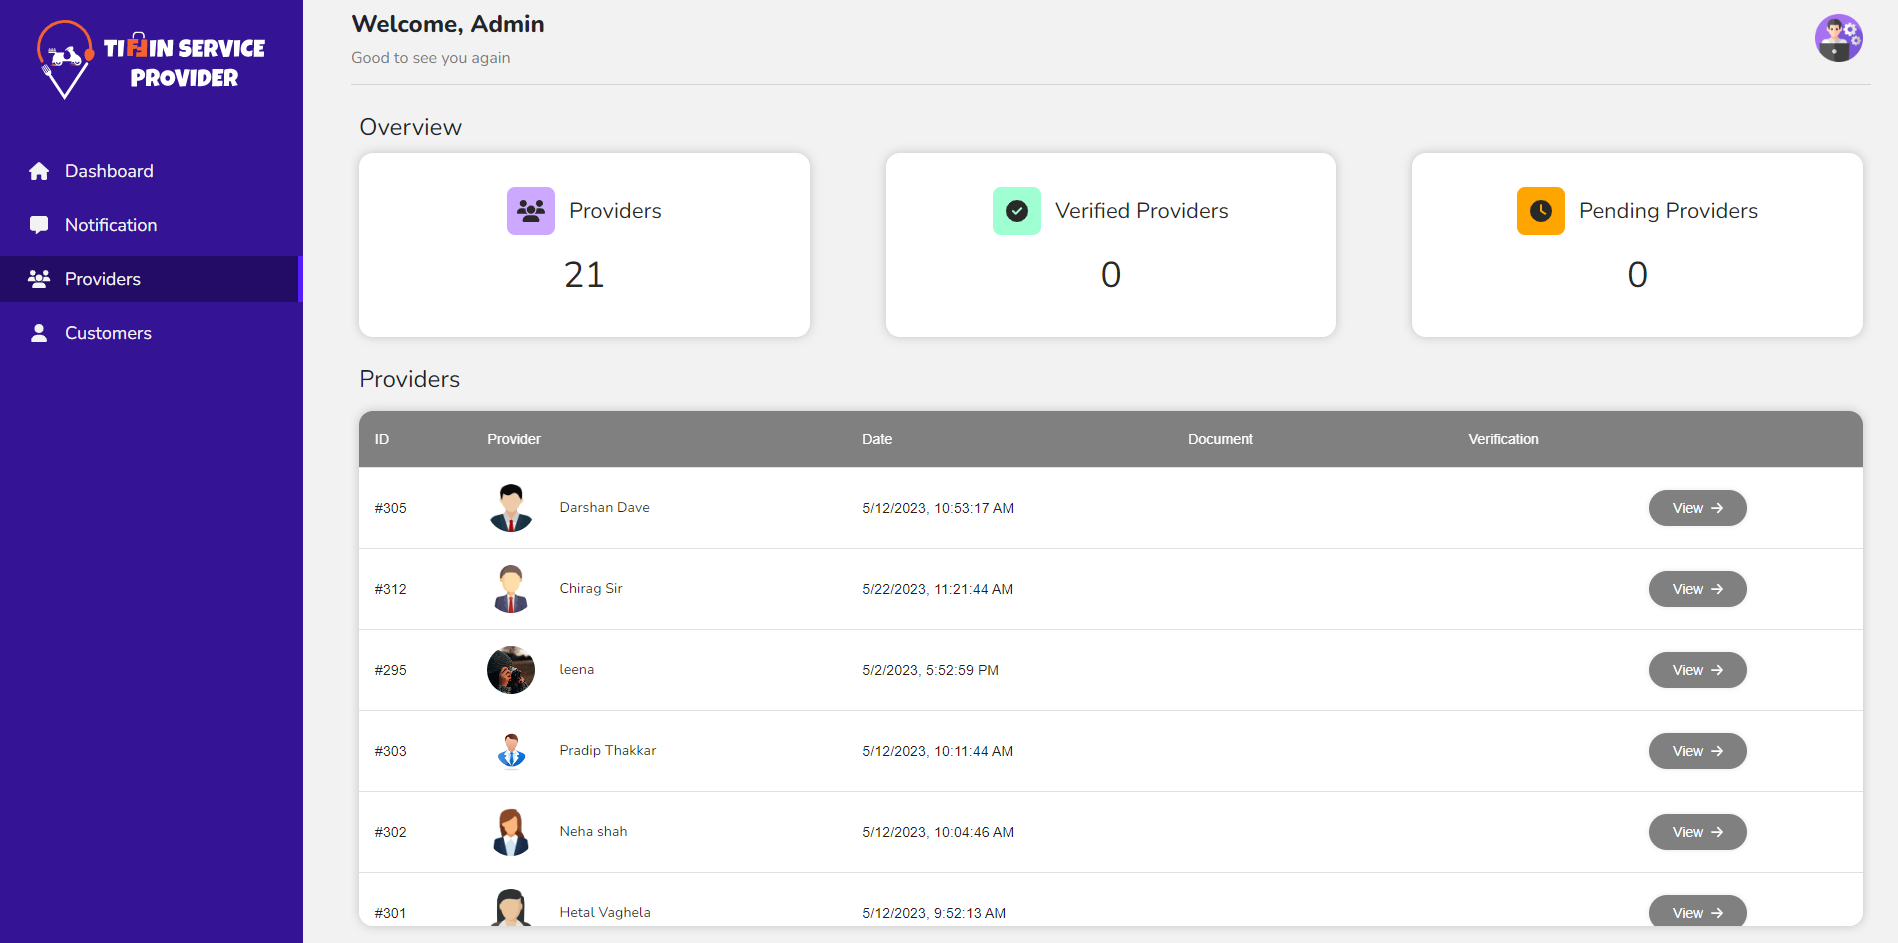 TIFFIN SERVICE
PROVIDER
Dashboard
Notification
Providers
Customers
Welcome, Admin
Good to see you again
Overview
Providers
21
Verified Providers
0
Pending Providers
0
Providers
ID Provider Date Document Verification
#305 Darshan Dave 5/12/2023, 10:53:17 AM View →
#312 Chirag Sir 5/22/2023, 11:21:44 AM View →
#295 leena 5/2/2023, 5:52:59 PM View →
#303 Pradip Thakkar 5/12/2023, 10:11:44 AM View →
#302 Neha shah 5/12/2023, 10:04:46 AM View →
#301 Hetal Vaghela 5/12/2023, 9:52:13 AM View →